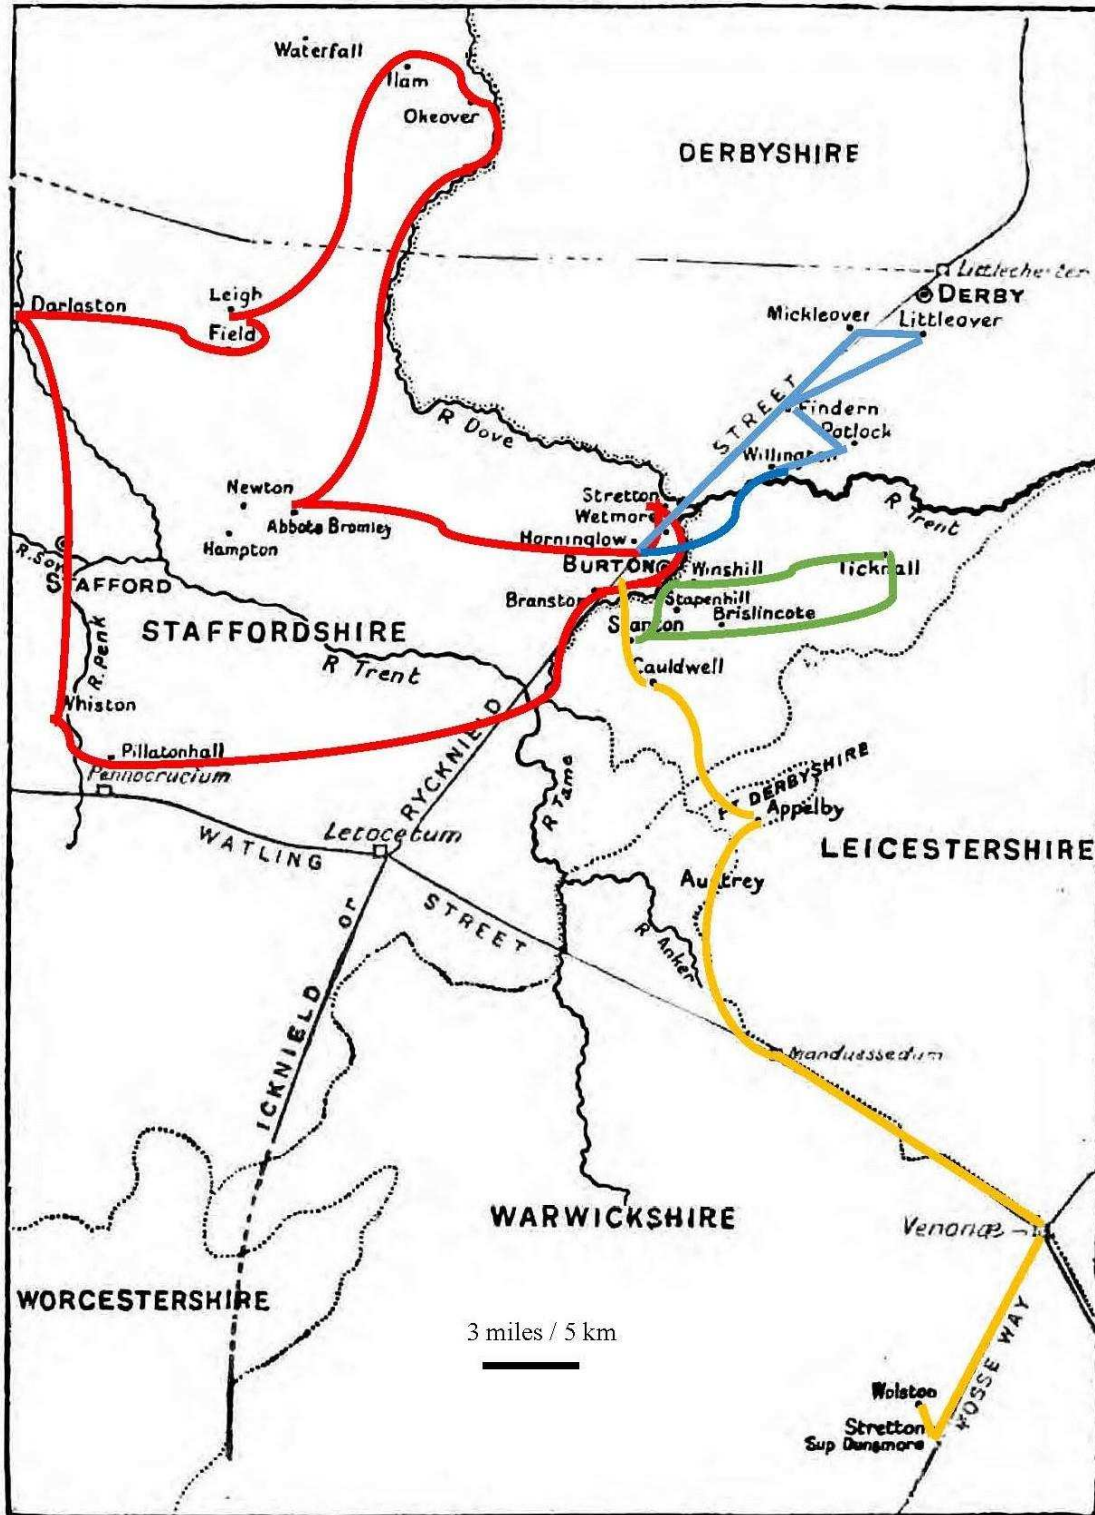 Waterfall
Ilam
Okeover
DERBYSHIRE
Littlechester
DERBY
Darlaston
Leigh
Field
Mickleover
Littleover
STREET
Findern
Potlock
Willington
R Dove
R Trent
Newton
Abbots Bromley
Hampton
Stretton
Wetmore
Horninglow
BURTON
Winshill
Ticknall
Branston
Stapenhill
Brislincote
Stanton
Cauldwell
R. Sow
STAFFORD
STAFFORDSHIRE
R Trent
R. Penk
Whiston
Pillatonhall
Pennocrucium
WATLING
Letocetum
STREET
ICKNIELD or RYCKNIELD
R Tame
PT DERBYSHIRE
Appelby
LEICESTERSHIRE
Austrey
R Anker
Manduessedum
WARWICKSHIRE
Venonæ
WORCESTERSHIRE
3 miles / 5 km
FOSSE WAY
Wolston
Stretton
Sup Dunsmore